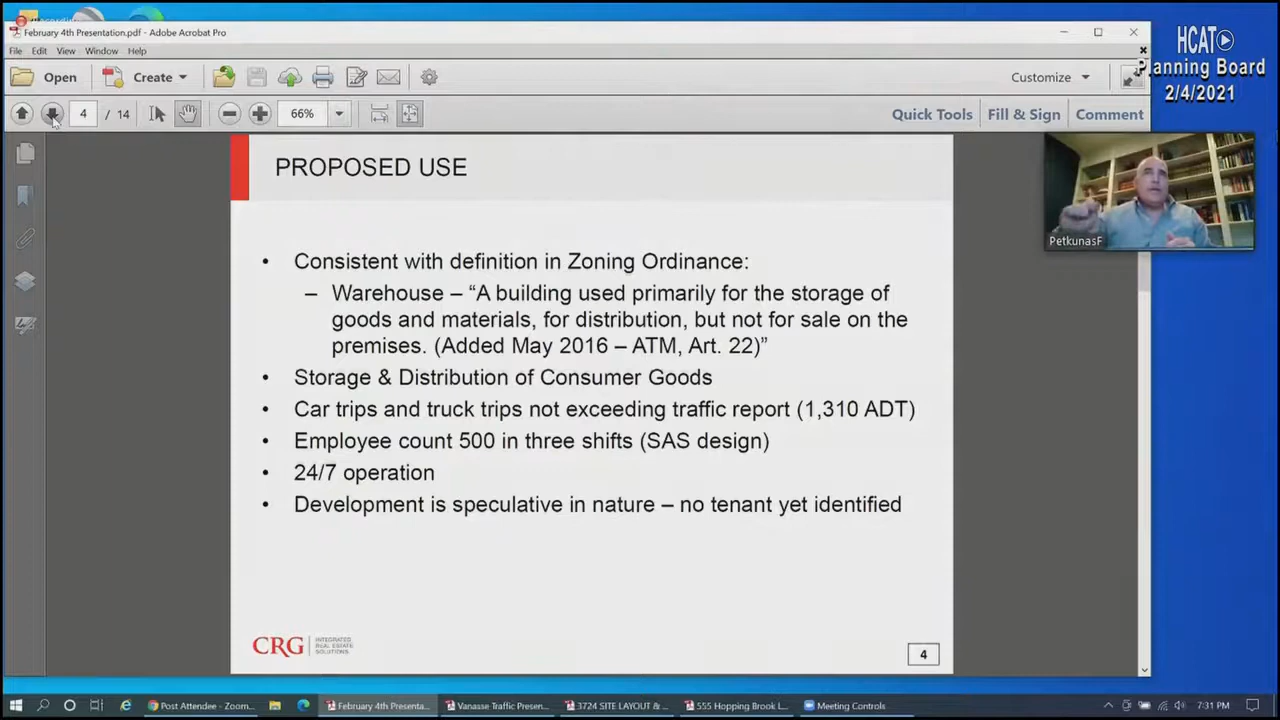 February 4th Presentation.pdf - Adobe Acrobat Pro
File Edit View Window Help
HCAT
Planning Board
2/4/2021
Open Create Customize
4 / 14 66% Quick Tools Fill & Sign Comment
PROPOSED USE
PetkunasF
• Consistent with definition in Zoning Ordinance:
– Warehouse – “A building used primarily for the storage of
goods and materials, for distribution, but not for sale on the
premises. (Added May 2016 – ATM, Art. 22)”
• Storage & Distribution of Consumer Goods
• Car trips and truck trips not exceeding traffic report (1,310 ADT)
• Employee count 500 in three shifts (SAS design)
• 24/7 operation
• Development is speculative in nature – no tenant yet identified
CRG INTEGRATED
REAL ESTATE
SOLUTIONS
4
Post Attendee - Zoom... February 4th Presenta... Vanasse Traffic Presen... 3724 SITE LAYOUT &... 555 Hopping Brook L... Meeting Controls 7:31 PM